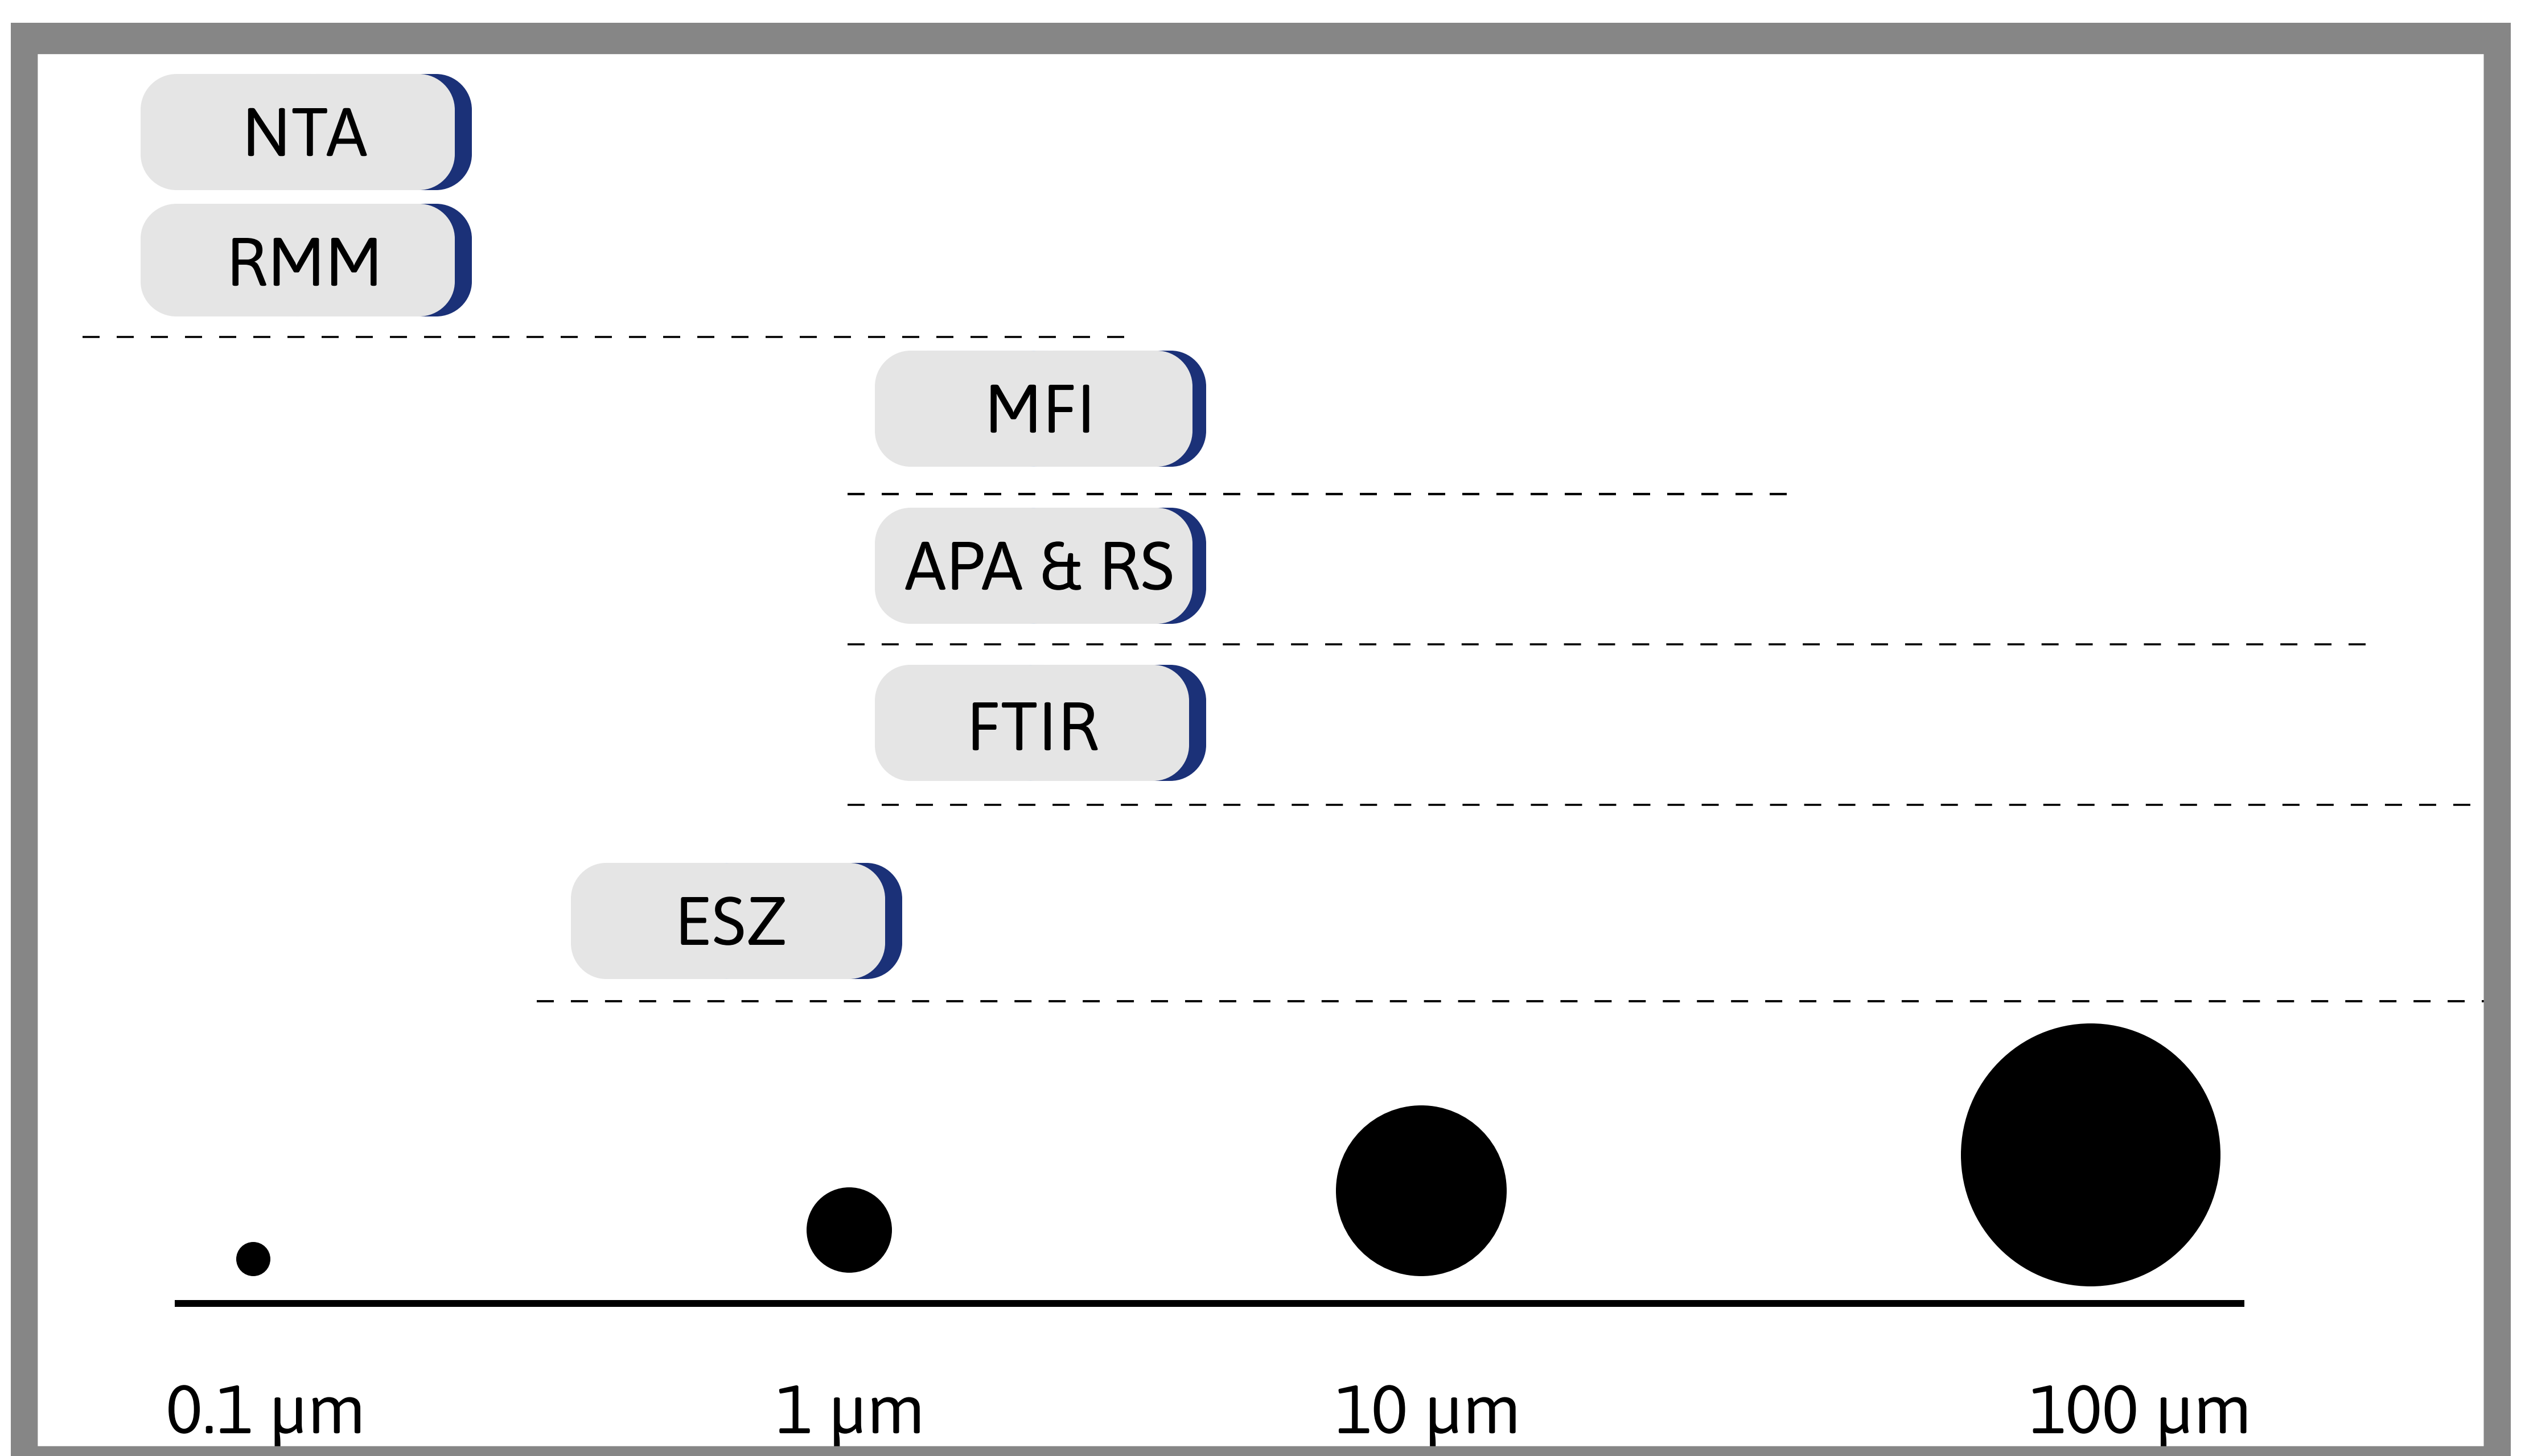 NTA
RMM
MFI
APA & RS
FTIR
ESZ
0.1 µm 1 µm 10 µm 100 µm